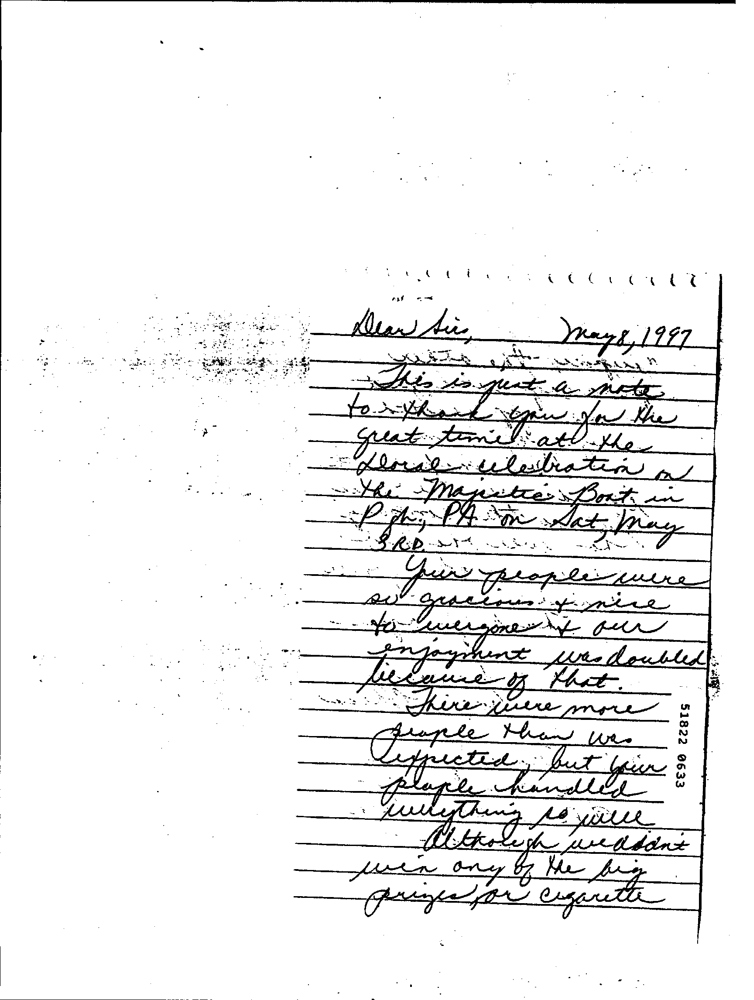 Dear Sirs, May 8, 1997
This is just a note
to thank you for the
great time at the
Doral celebration on
the Majestic Boat in
Pgh, PA on Sat, May
3RD.
Your people were
so gracious & nice
to everyone & our
enjoyment was doubled
because of that.
There were more
people than was
expected, but your
people handled
everything so well
Although we didn't
win any of the big
prizes, or cigarette
51822 0633